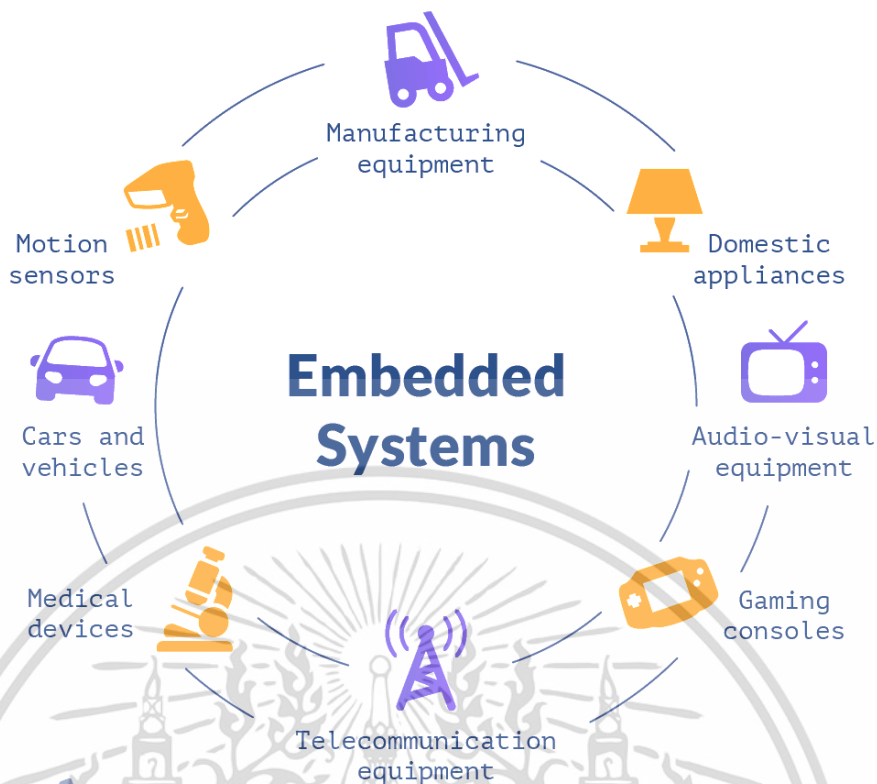 Manufacturing
equipment
Motion
sensors
Domestic
appliances
Embedded
Systems
Cars and
vehicles
Audio-visual
equipment
Medical
devices
Gaming
consoles
Telecommunication
equipment